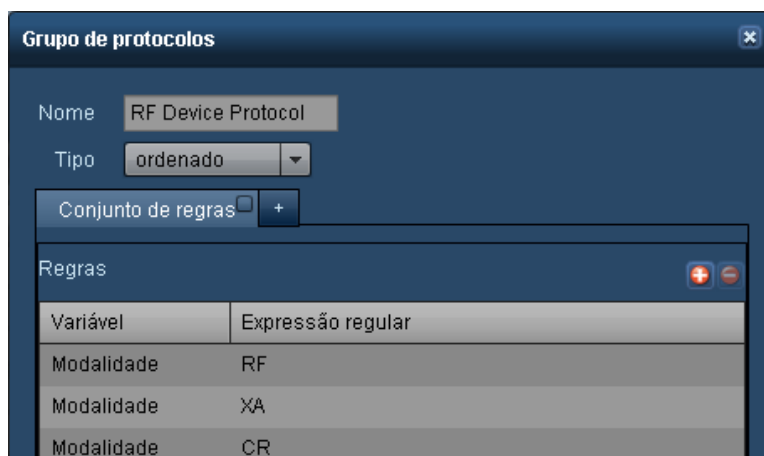 Grupo de protocolos
Nome RF Device Protocol
Tipo ordenado
Conjunto de regras +
Regras
Variável Expressão regular
Modalidade RF
Modalidade XA
Modalidade CR